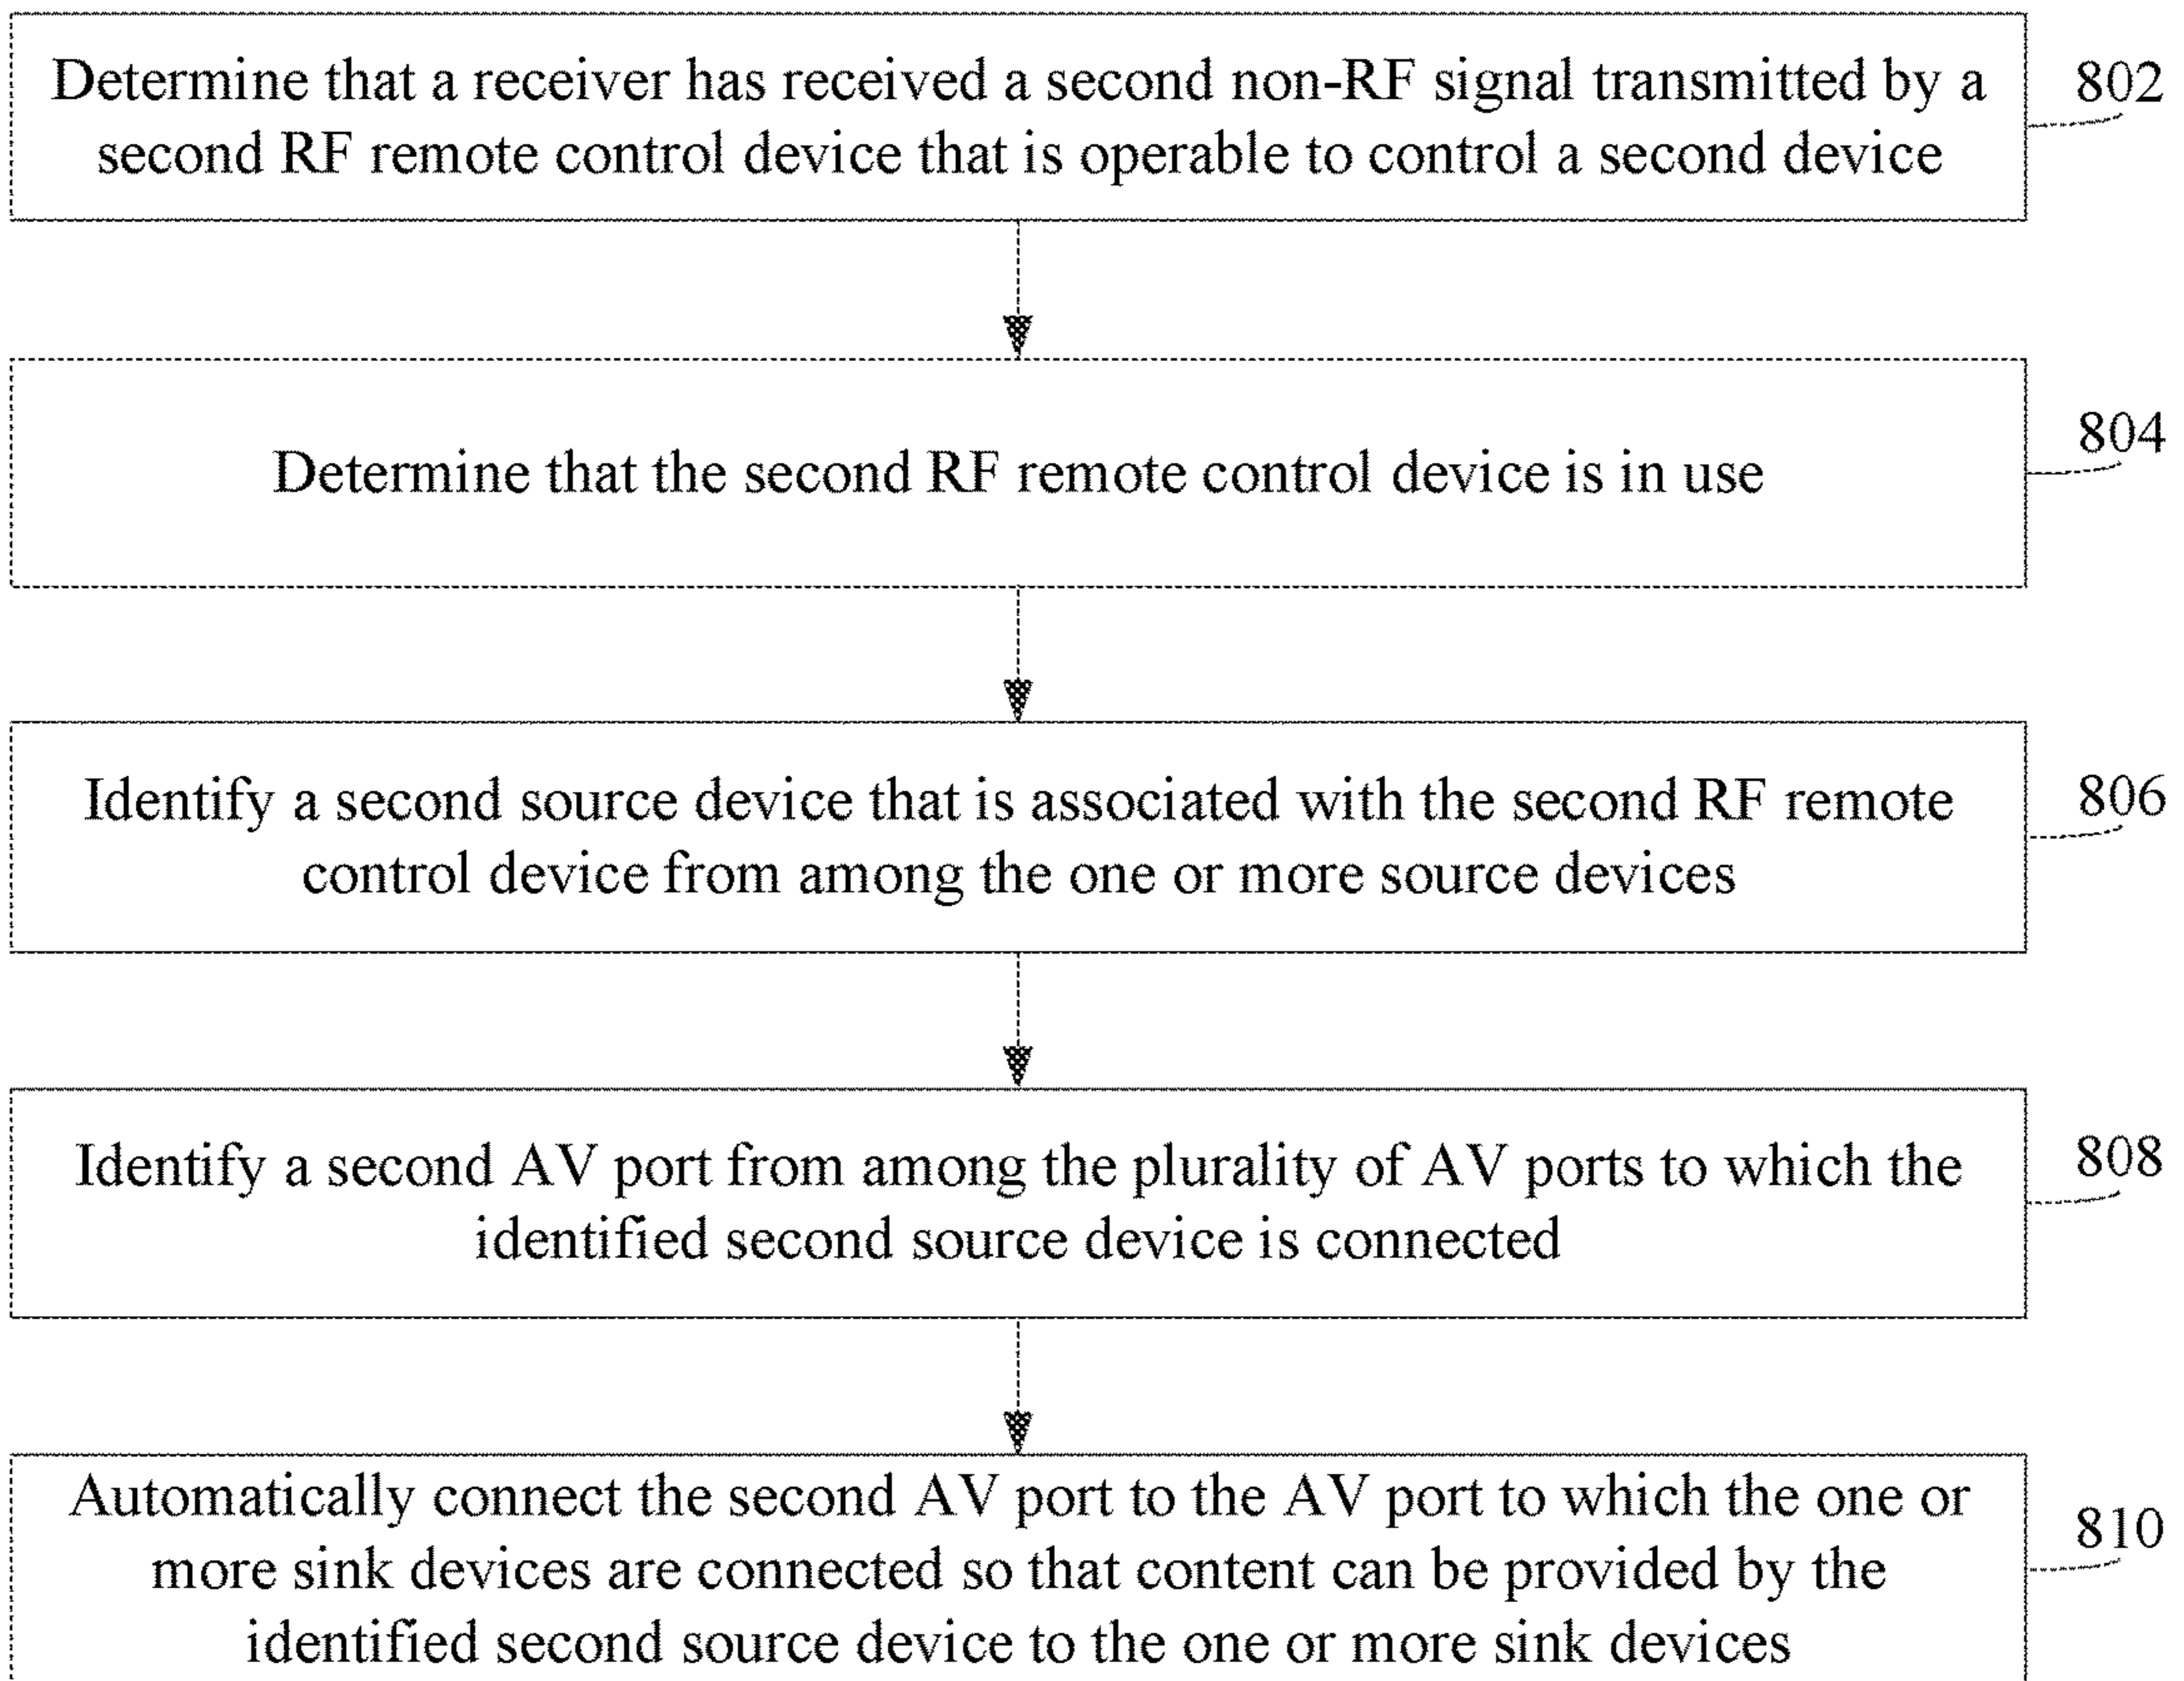 Determine that a receiver has received a second non-RF signal transmitted by a
802
second RF remote control device that is operable to control a second device
804
Determine that the second RF remote control device is in use
Identify a second source device that is associated with the second RF remote
806
control device from among the one or more source devices
Identify a second AV port from among the plurality of AV ports to which the
808
identified second source device is connected
Automatically connect the second AV port to the AV port to which the one or
810
more sink devices are connected so that content can be provided by the
identified second source device to the one or more sink devices